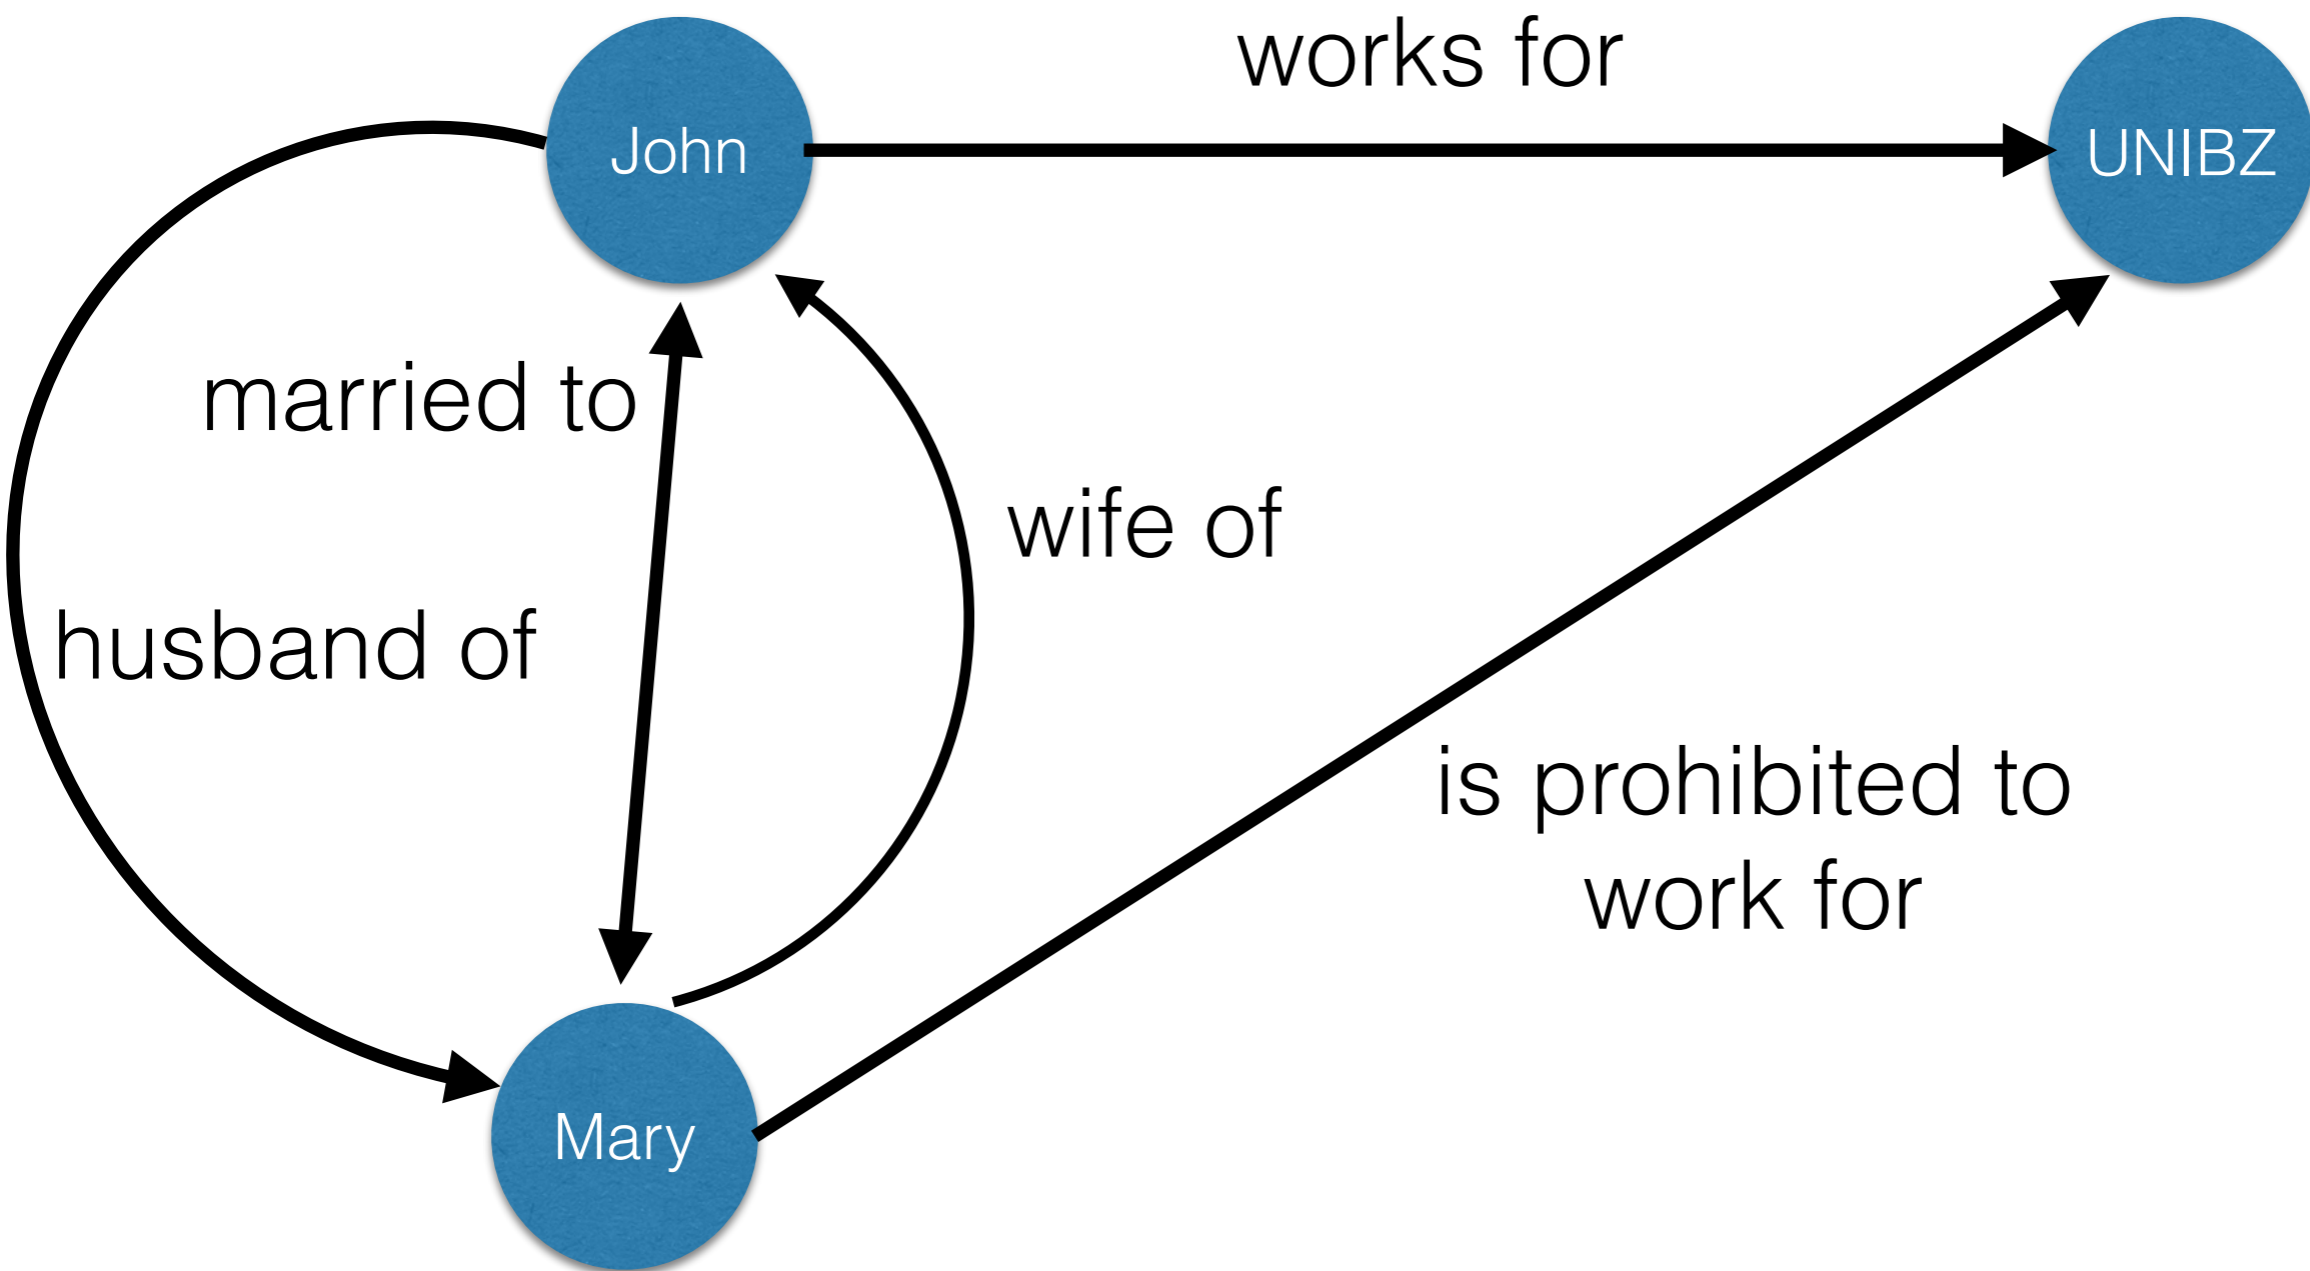 works for
John
UNIBZ
married to
wife of
husband of
is prohibited to
work for
Mary